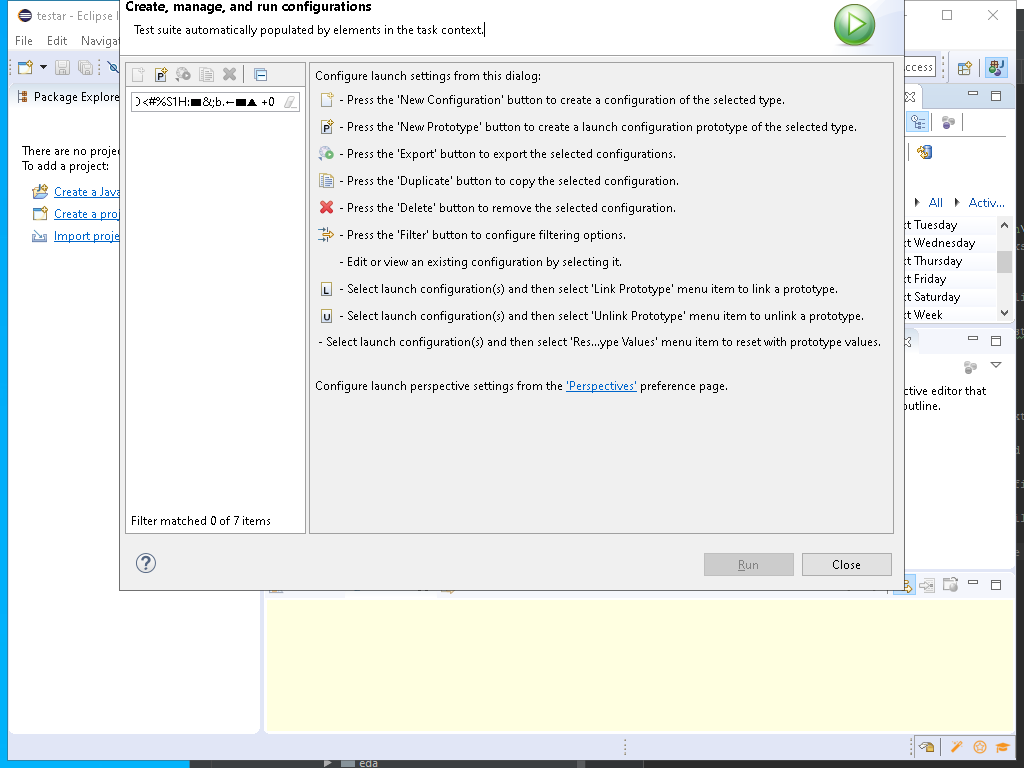 testar - Eclipse I
Create, manage, and run configurations
Test suite automatically populated by elements in the task context.
File Edit Naviga
ccess
Package Explore
Configure launch settings from this dialog:
- Press the 'New Configuration' button to create a configuration of the selected type.
- Press the 'New Prototype' button to create a launch configuration prototype of the selected type.
- Press the 'Export' button to export the selected configurations.
- Press the 'Duplicate' button to copy the selected configuration.
- Press the 'Delete' button to remove the selected configuration.
- Press the 'Filter' button to configure filtering options.
- Edit or view an existing configuration by selecting it.
L - Select launch configuration(s) and then select 'Link Prototype' menu item to link a prototype.
U - Select launch configuration(s) and then select 'Unlink Prototype' menu item to unlink a prototype.
- Select launch configuration(s) and then select 'Res...ype Values' menu item to reset with prototype values.
Configure launch perspective settings from the 'Perspectives' preference page.
<#%S1H:■&;b.←■▲ +0
There are no proje
To add a project:
Create a Java
Create a proj
Import proje
Filter matched 0 of 7 items
Run
Close
All
Activ...
xt Tuesday
xt Wednesday
xt Thursday
xt Friday
xt Saturday
xt Week
ctive editor that
outline.
eda